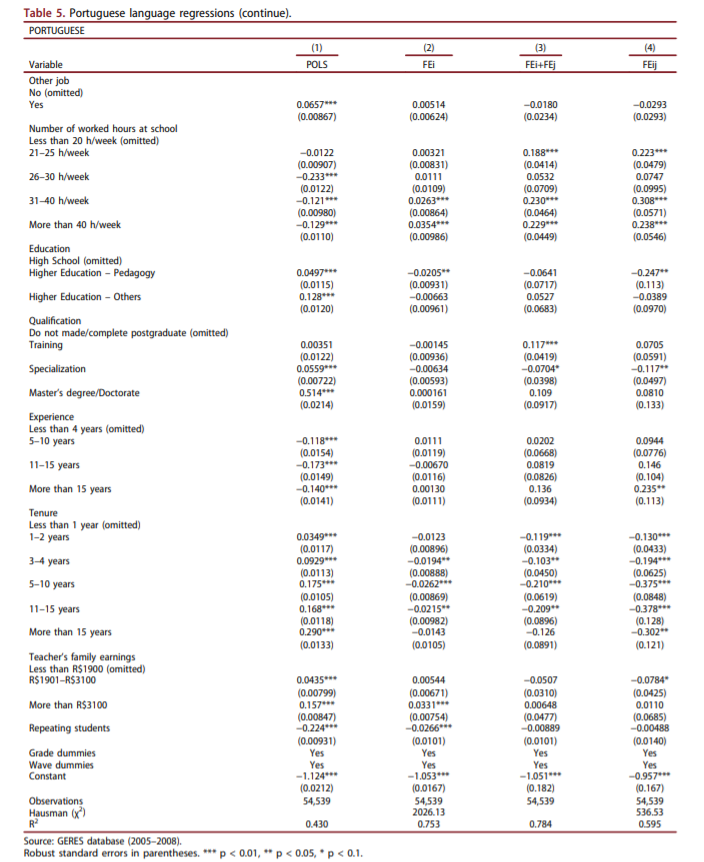 Table 5. Portuguese language regressions (continue).
PORTUGUESE
(1) (2) (3) (4)
Variable POLS FEi FEi+FEj FEij
Other job
No (omitted)
Yes 0.0657*** 0.00514 −0.0180 −0.0293
(0.00867) (0.00624) (0.0234) (0.0293)
Number of worked hours at school
Less than 20 h/week (omitted)
21–25 h/week −0.0122 0.00321 0.188*** 0.223***
(0.00907) (0.00831) (0.0414) (0.0479)
26–30 h/week −0.233*** 0.0111 0.0532 0.0747
(0.0122) (0.0109) (0.0709) (0.0995)
31–40 h/week −0.121*** 0.0263*** 0.230*** 0.308***
(0.00980) (0.00864) (0.0464) (0.0571)
More than 40 h/week −0.129*** 0.0354*** 0.229*** 0.238***
(0.0110) (0.00986) (0.0449) (0.0546)
Education
High School (omitted)
Higher Education – Pedagogy 0.0497*** −0.0205** −0.0641 −0.247**
(0.0115) (0.00931) (0.0717) (0.113)
Higher Education – Others 0.128*** −0.00663 0.0527 −0.0389
(0.0120) (0.00961) (0.0683) (0.0970)
Qualification
Do not made/complete postgraduate (omitted)
Training 0.00351 −0.00145 0.117*** 0.0705
(0.0122) (0.00936) (0.0419) (0.0591)
Specialization 0.0559*** −0.00634 −0.0704* −0.117**
(0.00722) (0.00593) (0.0398) (0.0497)
Master's degree/Doctorate 0.514*** 0.000161 0.109 0.0810
(0.0214) (0.0159) (0.0917) (0.133)
Experience
Less than 4 years (omitted)
5–10 years −0.118*** 0.0111 0.0202 0.0944
(0.0154) (0.0119) (0.0668) (0.0776)
11–15 years −0.173*** −0.00670 0.0819 0.146
(0.0149) (0.0116) (0.0826) (0.104)
More than 15 years −0.140*** 0.00130 0.136 0.235**
(0.0141) (0.0111) (0.0934) (0.113)
Tenure
Less than 1 year (omitted)
1–2 years 0.0349*** −0.0123 −0.119*** −0.130***
(0.0117) (0.00896) (0.0334) (0.0433)
3–4 years 0.0929*** −0.0194** −0.103** −0.194***
(0.0113) (0.00888) (0.0450) (0.0625)
5–10 years 0.175*** −0.0262*** −0.210*** −0.375***
(0.0105) (0.00869) (0.0619) (0.0848)
11–15 years 0.168*** −0.0215** −0.209** −0.378***
(0.0118) (0.00982) (0.0896) (0.128)
More than 15 years 0.290*** −0.0143 −0.126 −0.302**
(0.0133) (0.0105) (0.0891) (0.121)
Teacher's family earnings
Less than R$1900 (omitted)
R$1901–R$3100 0.0435*** 0.00544 −0.0507 −0.0784*
(0.00799) (0.00671) (0.0310) (0.0425)
More than R$3100 0.157*** 0.0331*** 0.00648 0.0110
(0.00847) (0.00754) (0.0477) (0.0685)
Repeating students −0.224*** −0.0266*** −0.00889 −0.00488
(0.00931) (0.0101) (0.0101) (0.0140)
Grade dummies Yes Yes Yes Yes
Wave dummies Yes Yes Yes Yes
Constant −1.124*** −1.053*** −1.051*** −0.957***
(0.0212) (0.0167) (0.182) (0.167)
Observations 54,539 54,539 54,539 54,539
Hausman (χ²) 2026.13 536.53
R² 0.430 0.753 0.784 0.595
Source: GERES database (2005–2008).
Robust standard errors in parentheses. *** p < 0.01, ** p < 0.05, * p < 0.1.